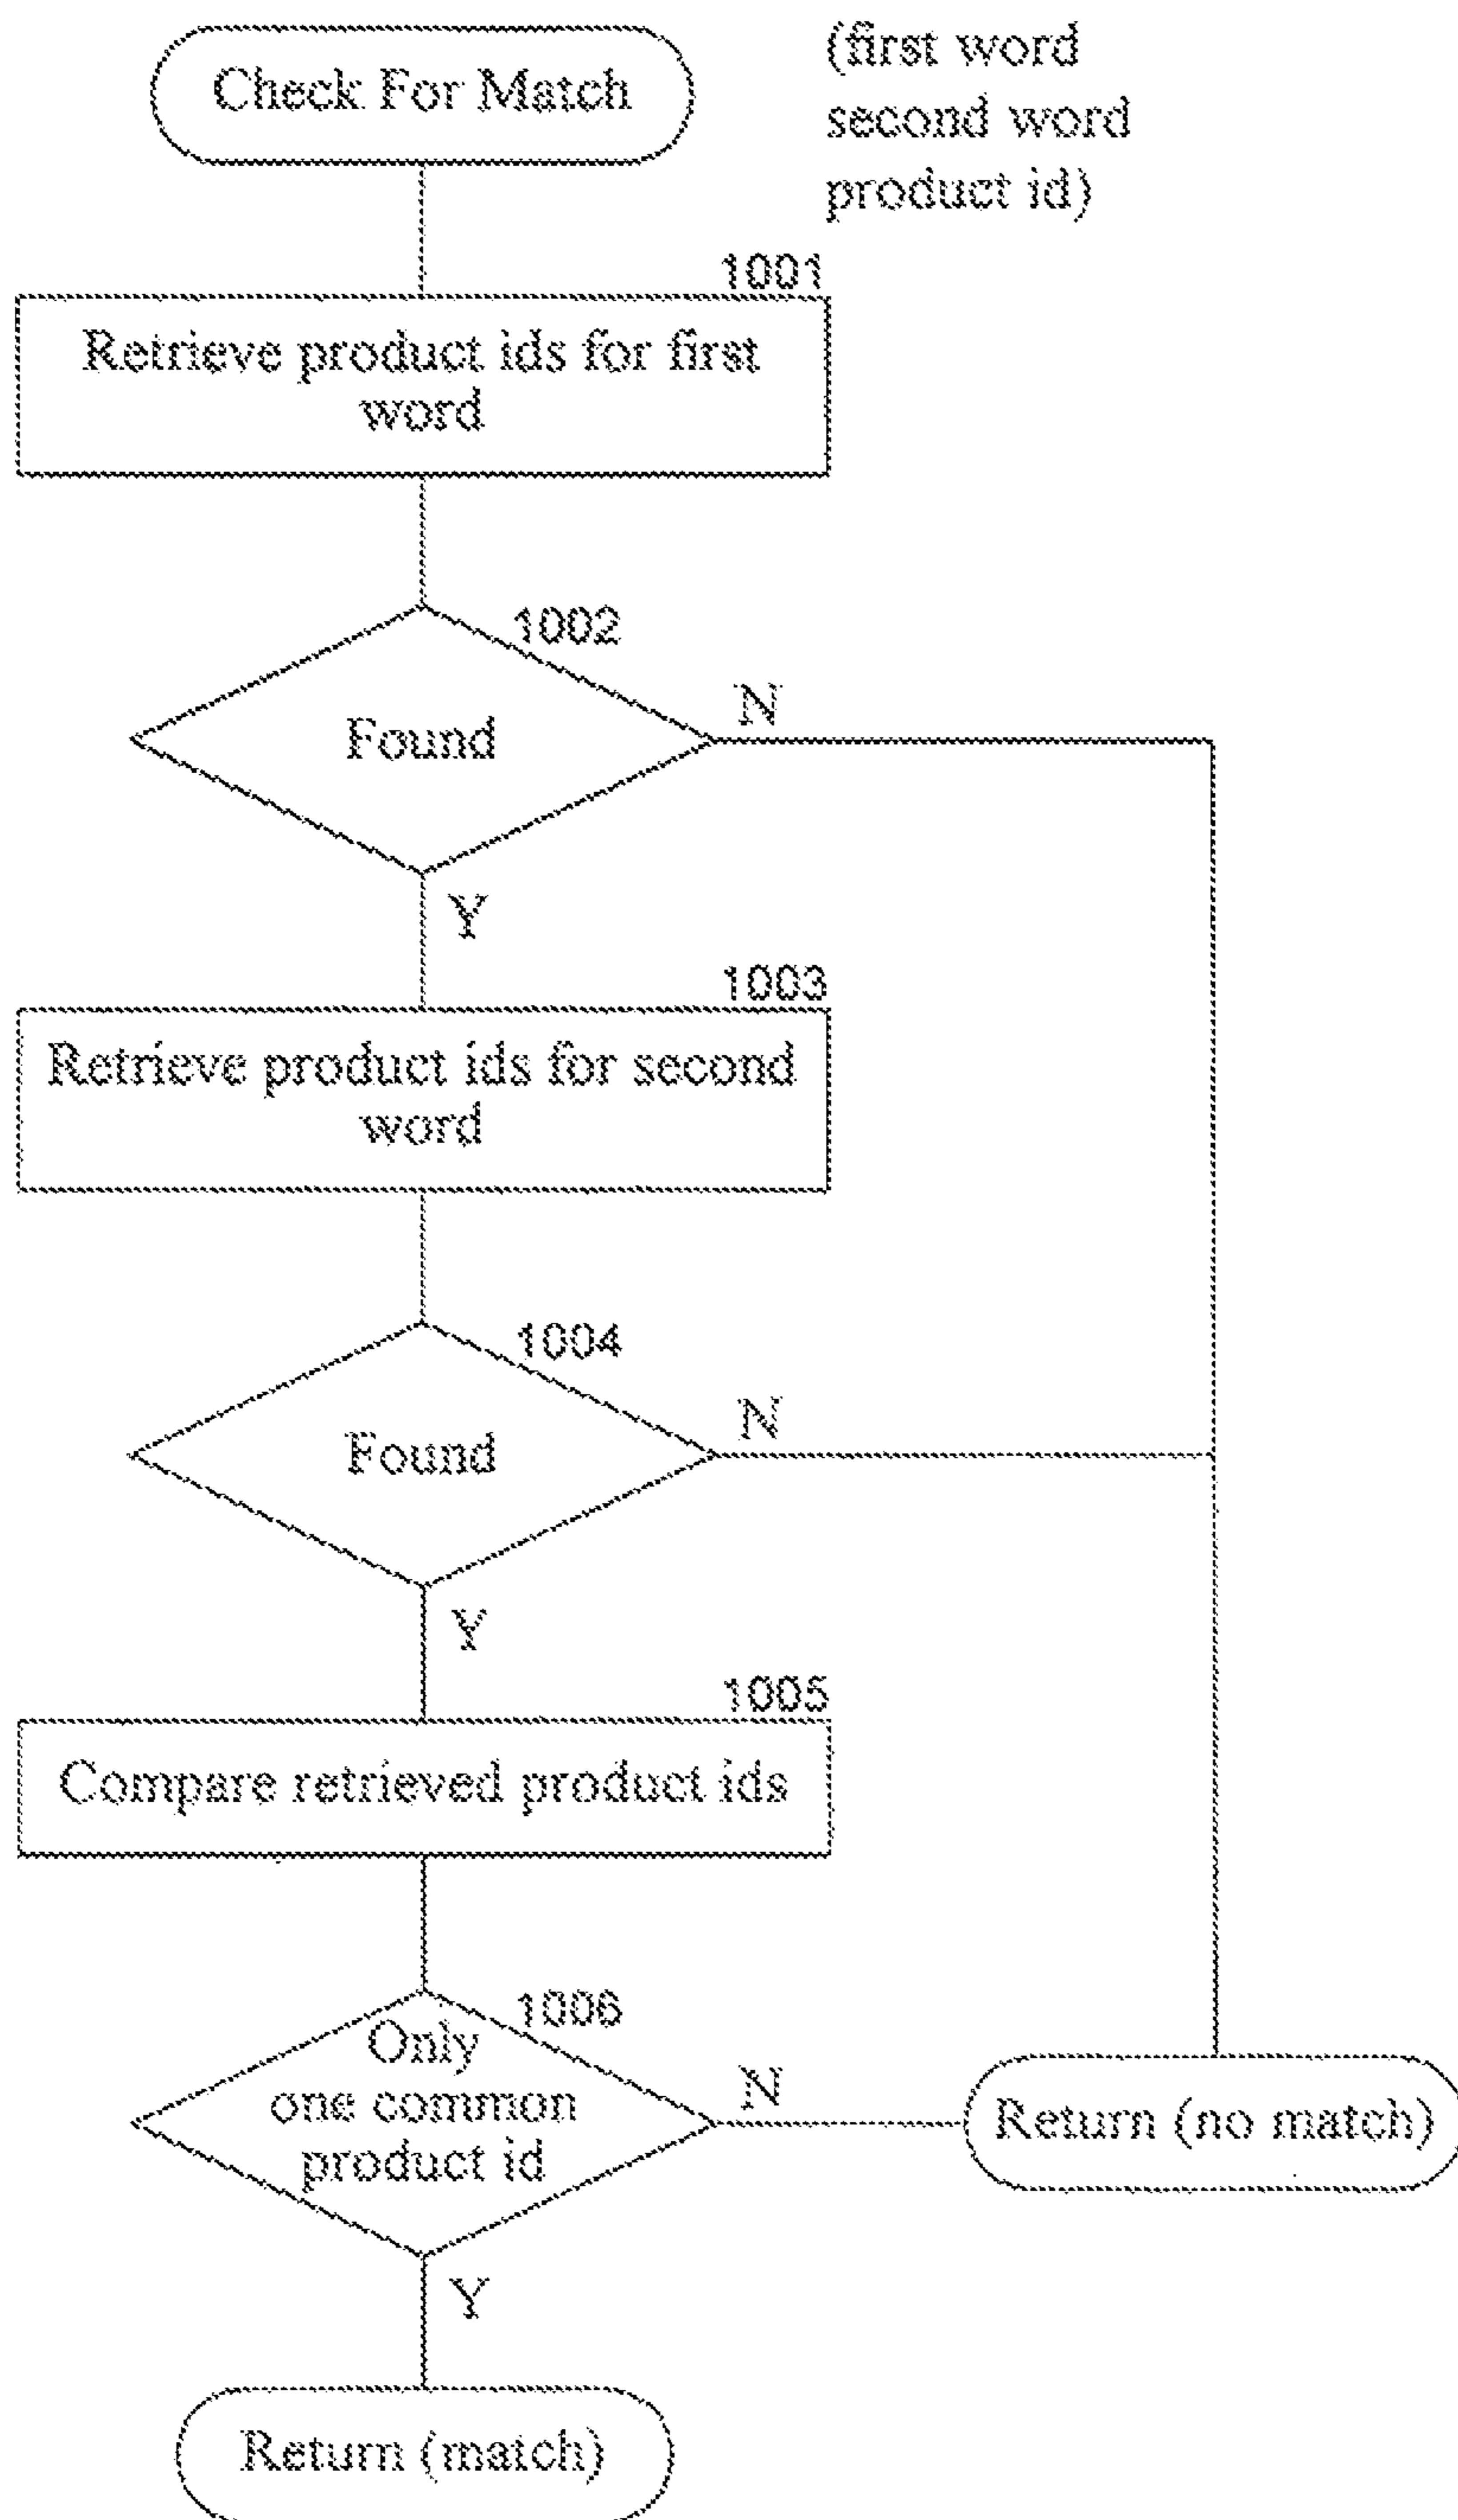 Check For Match
(first word
second word
product id)
1001
Retrieve product ids for first
word
1002
Found
N
Y
1003
Retrieve product ids for second
word
1004
Found
N
Y
1005
Compare retrieved product ids
1006
Only
one common
product id
N
Return (no match)
Y
Return (match)